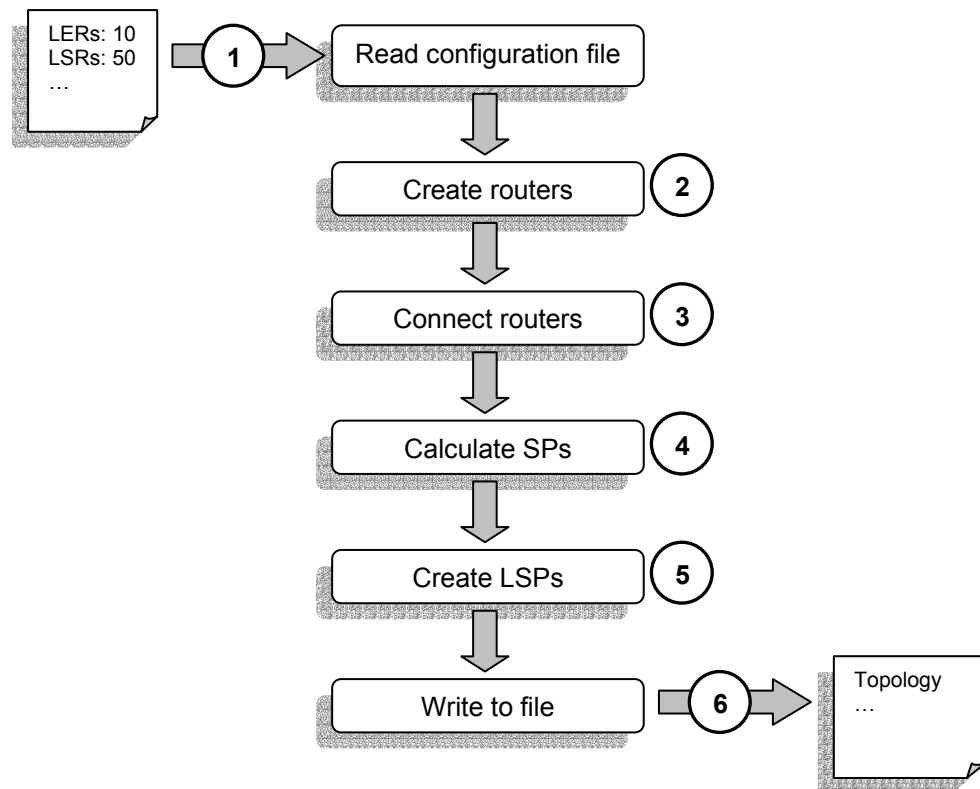 LERs: 10
LSRs: 50
…
1
Read configuration file
Create routers
2
Connect routers
3
Calculate SPs
4
Create LSPs
5
Write to file
6
Topology
…